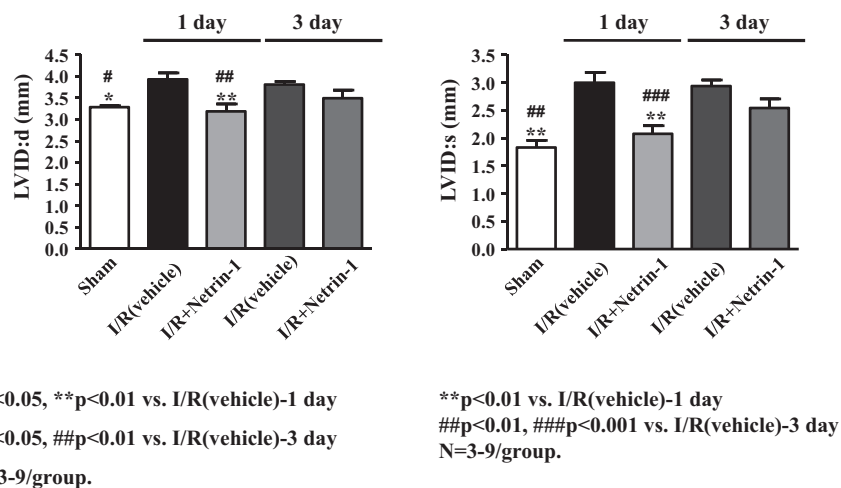 1 day 3 day
4.5
4.0
3.5
3.0
2.5
2.0
1.5
1.0
0.5
0.0
LVID:d (mm)
#
*
##
**
Sham
I/R(vehicle)
I/R+Netrin-1
I/R(vehicle)
I/R+Netrin-1
<0.05, **p<0.01 vs. I/R(vehicle)-1 day
<0.05, ##p<0.01 vs. I/R(vehicle)-3 day
3-9/group.
1 day 3 day
3.5
3.0
2.5
2.0
1.5
1.0
0.5
0.0
LVID:s (mm)
##
**
###
**
Sham
I/R(vehicle)
I/R+Netrin-1
I/R(vehicle)
I/R+Netrin-1
**p<0.01 vs. I/R(vehicle)-1 day
##p<0.01, ###p<0.001 vs. I/R(vehicle)-3 day
N=3-9/group.